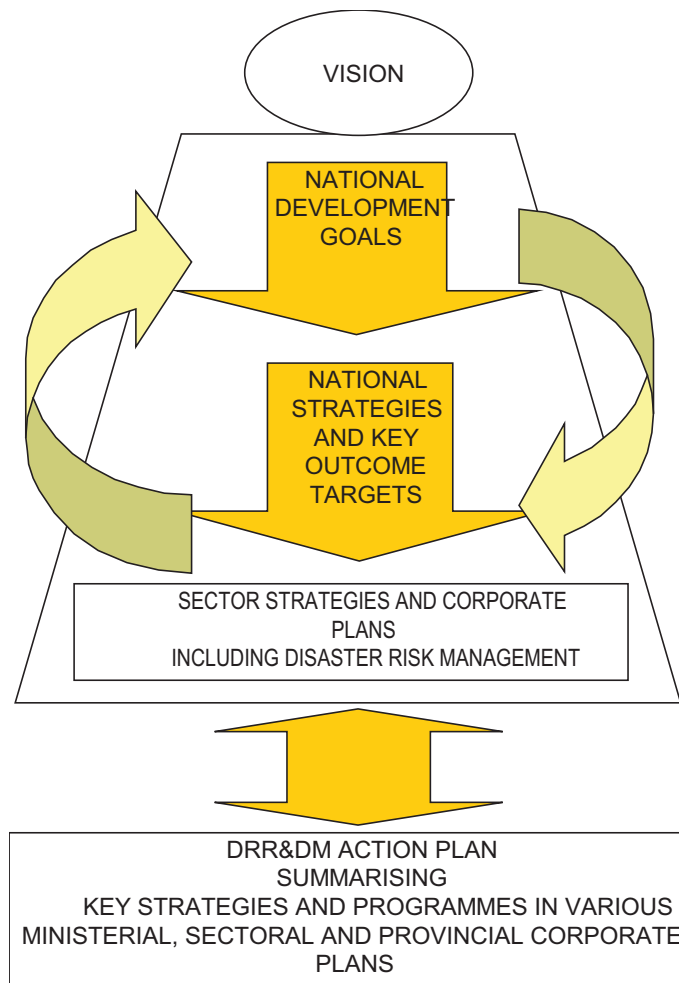 VISION
NATIONAL
DEVELOPMENT
GOALS
NATIONAL
STRATEGIES
AND KEY
OUTCOME
TARGETS
SECTOR STRATEGIES AND CORPORATE
PLANS
INCLUDING DISASTER RISK MANAGEMENT
DRR&DM ACTION PLAN
SUMMARISING
KEY STRATEGIES AND PROGRAMMES IN VARIOUS
MINISTERIAL, SECTORAL AND PROVINCIAL CORPORATE
PLANS